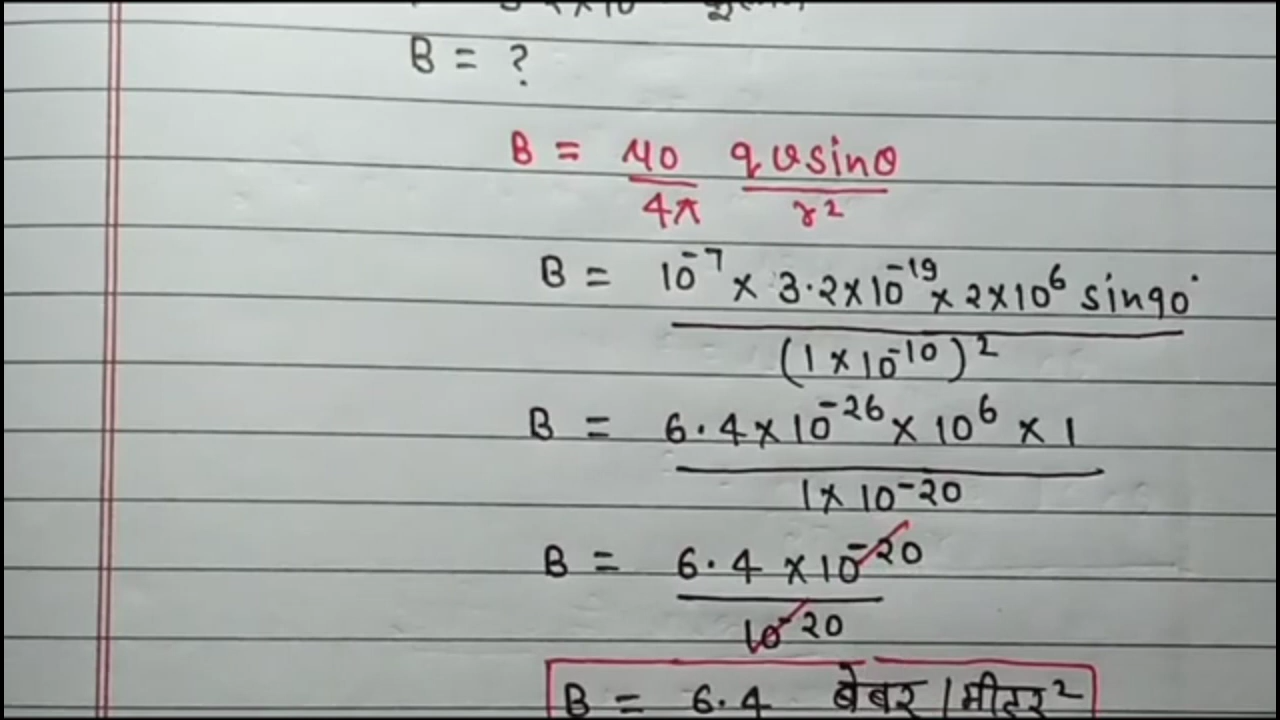 B = ?
B = μ0/4π qvsinθ/r²
B = 10⁻⁷ × 3.2×10⁻¹⁹ × 2×10⁶ sin90°
(1×10⁻¹⁰)²
B = 6.4×10⁻²⁶ × 10⁶ × 1
1×10⁻²⁰
B = 6.4 ×10⁻²⁰
10⁻²⁰
B = 6.4 बेबर/मीटर²